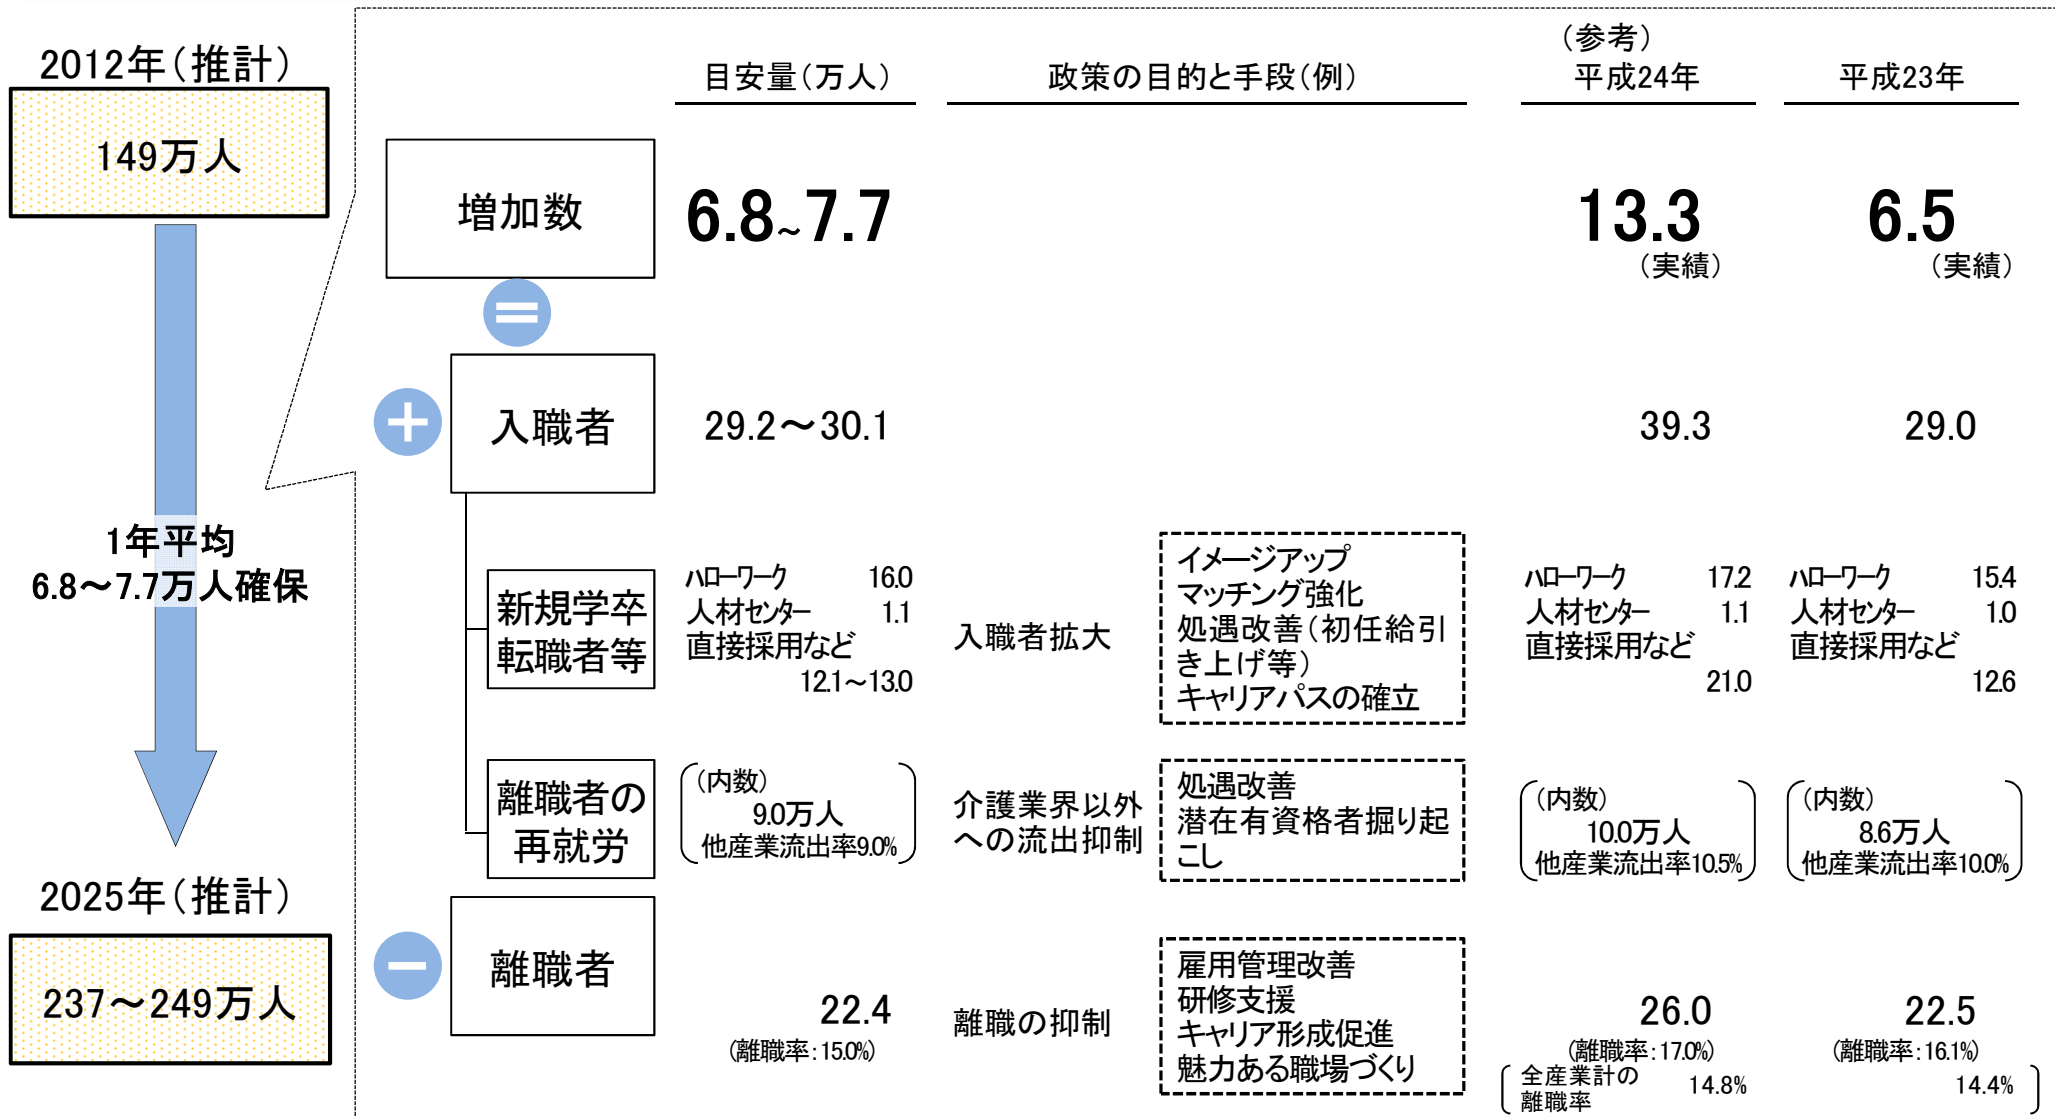 2012年（推計）
149万人
1年平均
6.8～7.7万人確保
2025年（推計）
237～249万人
目安量（万人）
政策の目的と手段（例）
（参考）
平成24年
平成23年
増加数
6.8～7.7
13.3
（実績）
6.5
（実績）
＝
＋
入職者
29.2～30.1
39.3
29.0
新規学卒
転職者等
ハローワーク 16.0
人材センター 1.1
直接採用など
12.1～13.0
入職者拡大
イメージアップ
マッチング強化
処遇改善（初任給引
き上げ等）
キャリアパスの確立
ハローワーク 17.2
人材センター 1.1
直接採用など
21.0
ハローワーク 15.4
人材センター 1.0
直接採用など
12.6
離職者の
再就労
（内数）
9.0万人
他産業流出率9.0%
介護業界以外
への流出抑制
処遇改善
潜在有資格者掘り起
こし
（内数）
10.0万人
他産業流出率10.5%
（内数）
8.6万人
他産業流出率10.0%
－
離職者
22.4
（離職率：15.0%）
離職の抑制
雇用管理改善
研修支援
キャリア形成促進
魅力ある職場づくり
26.0
（離職率：17.0%）
22.5
（離職率：16.1%）
全産業計の
離職率
14.8%
14.4%